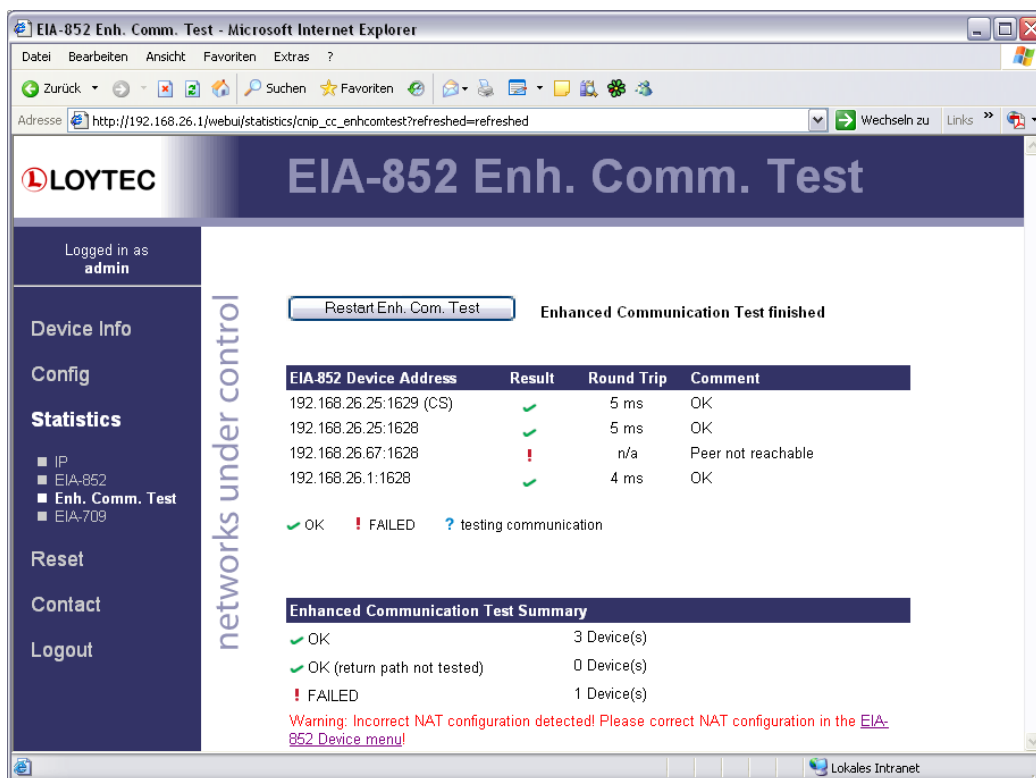 EIA-852 Enh. Comm. Test - Microsoft Internet Explorer
Datei Bearbeiten Ansicht Favoriten Extras ?
Zurück Suchen Favoriten
Adresse http://192.168.26.1/webui/statistics/cnip_cc_enhcomtest?refreshed=refreshed Wechseln zu Links »
LOYTEC
EIA-852 Enh. Comm. Test
Logged in as
admin
Device Info
Config
Statistics
IP
EIA-852
Enh. Comm. Test
EIA-709
Reset
Contact
Logout
networks under control
Restart Enh. Com. Test Enhanced Communication Test finished
EIA-852 Device Address Result Round Trip Comment
192.168.26.25:1629 (CS) 5 ms OK
192.168.26.25:1628 5 ms OK
192.168.26.67:1628 ! n/a Peer not reachable
192.168.26.1:1628 4 ms OK
OK ! FAILED ? testing communication
Enhanced Communication Test Summary
OK 3 Device(s)
OK (return path not tested) 0 Device(s)
! FAILED 1 Device(s)
Warning: Incorrect NAT configuration detected! Please correct NAT configuration in the EIA-
852 Device menu!
Lokales Intranet